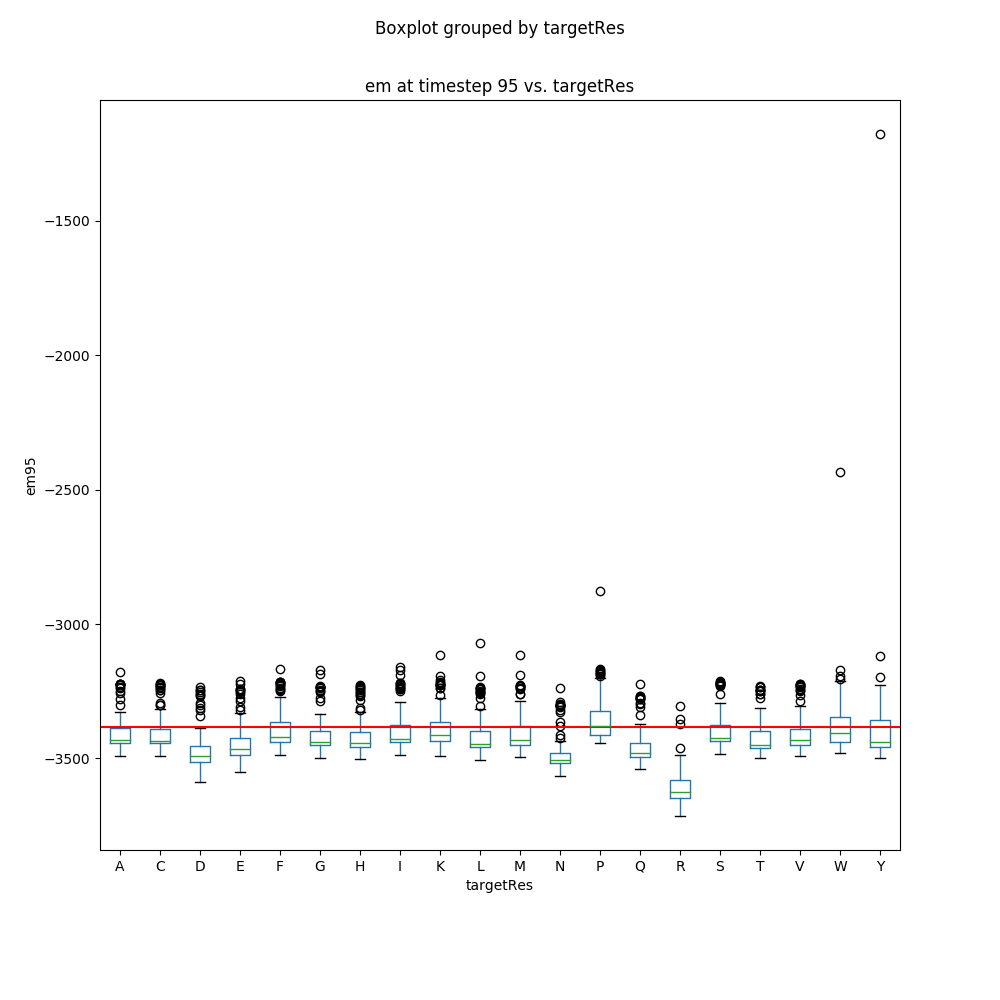 Boxplot grouped by targetRes
em at timestep 95 vs. targetRes
−1500
−2000
−2500
−3000
−3500
em95
A C D E F G H I K L M N P Q R S T V W Y
targetRes